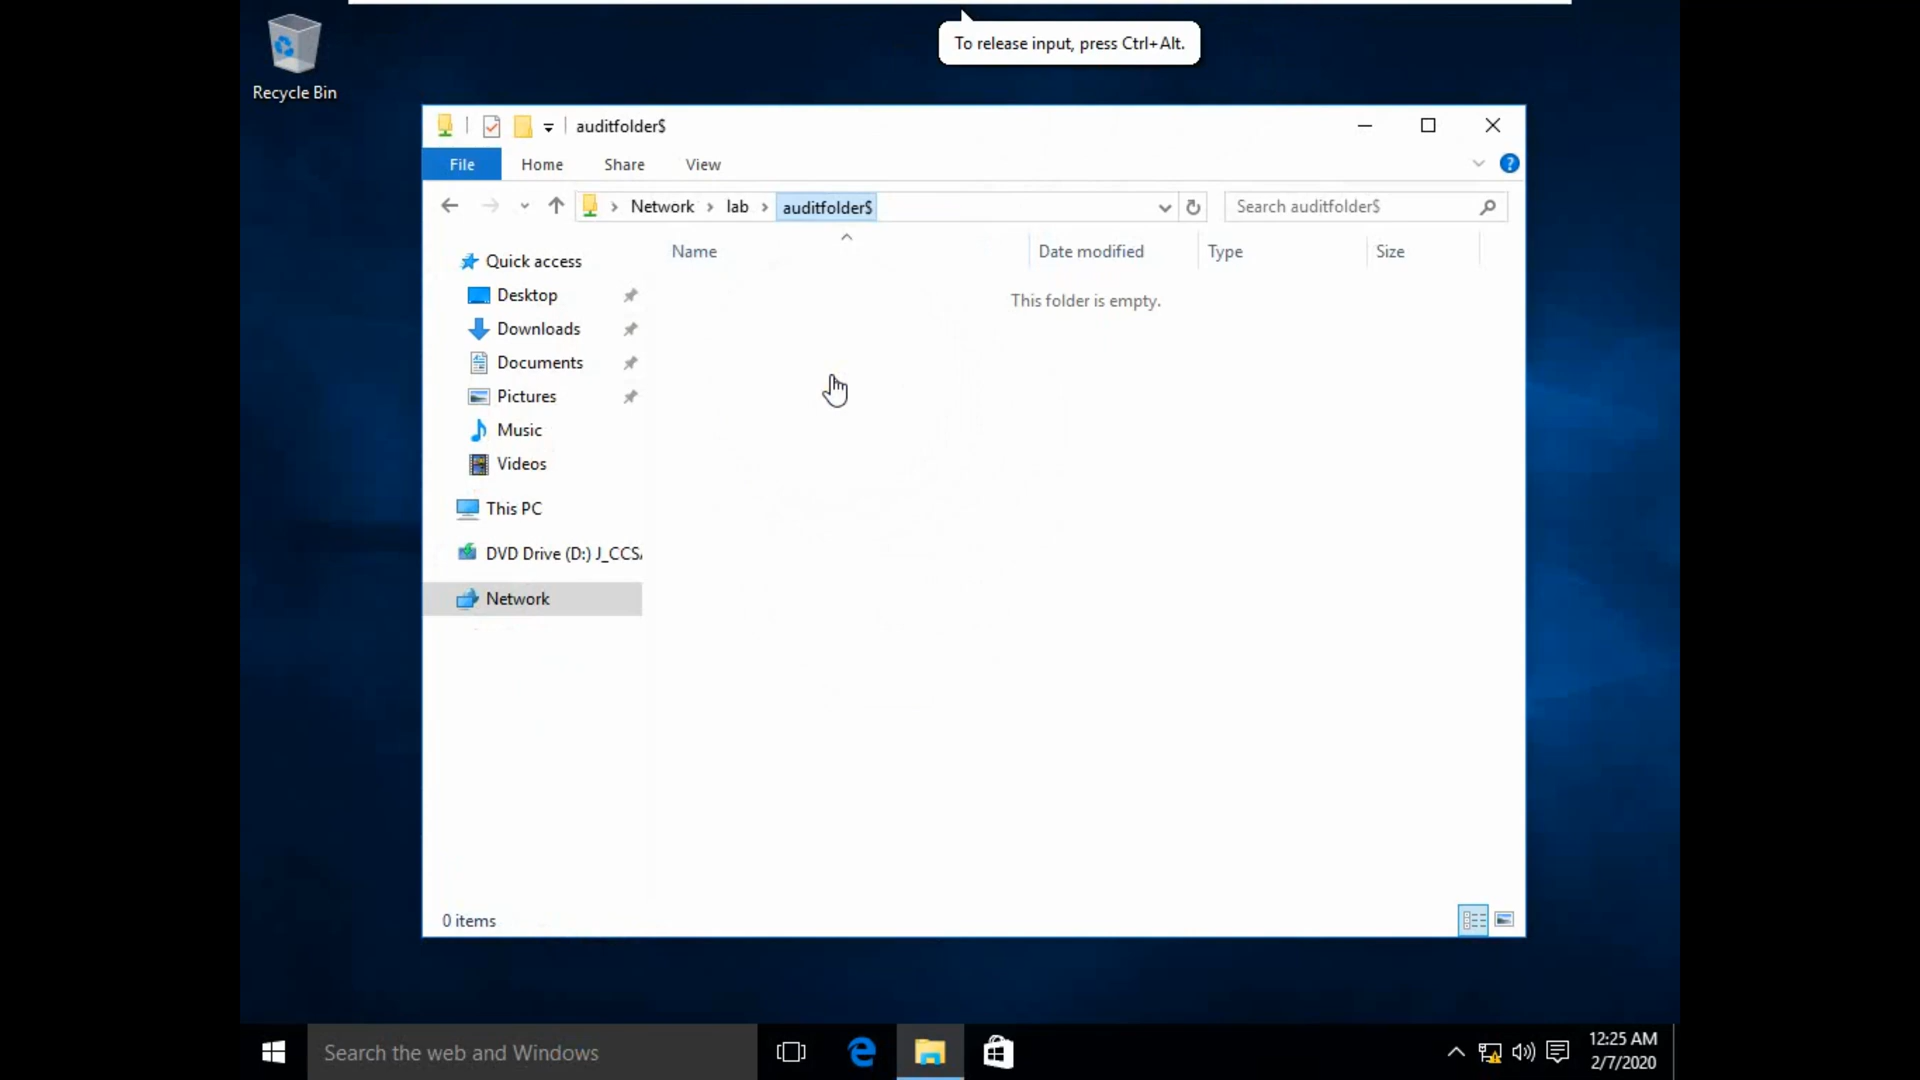 To release input, press Ctrl+Alt.
Recycle Bin
auditfolder$
File Home Share View
Network lab auditfolder$
Search auditfolder$
Name Date modified Type Size
This folder is empty.
Quick access
Desktop
Downloads
Documents
Pictures
Music
Videos
This PC
DVD Drive (D:) J_CCSA
Network
0 items
Search the web and Windows
12:25 AM
2/7/2020